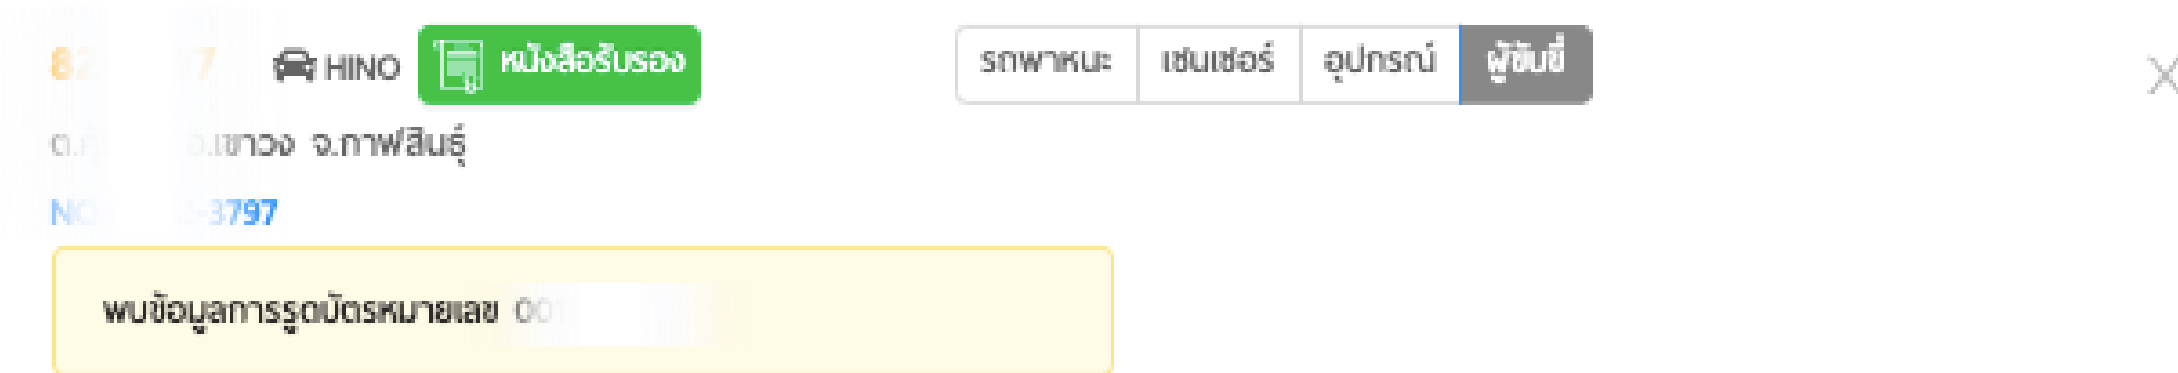 HINO หนังสือรับรอง รถพาหนะ เซนเซอร์ อุปกรณ์ ผู้ขับขี่
อ.เขาวง จ.กาฬสินธุ์
-3797
พบข้อมูลการรูดบัตรหมายเลข 00